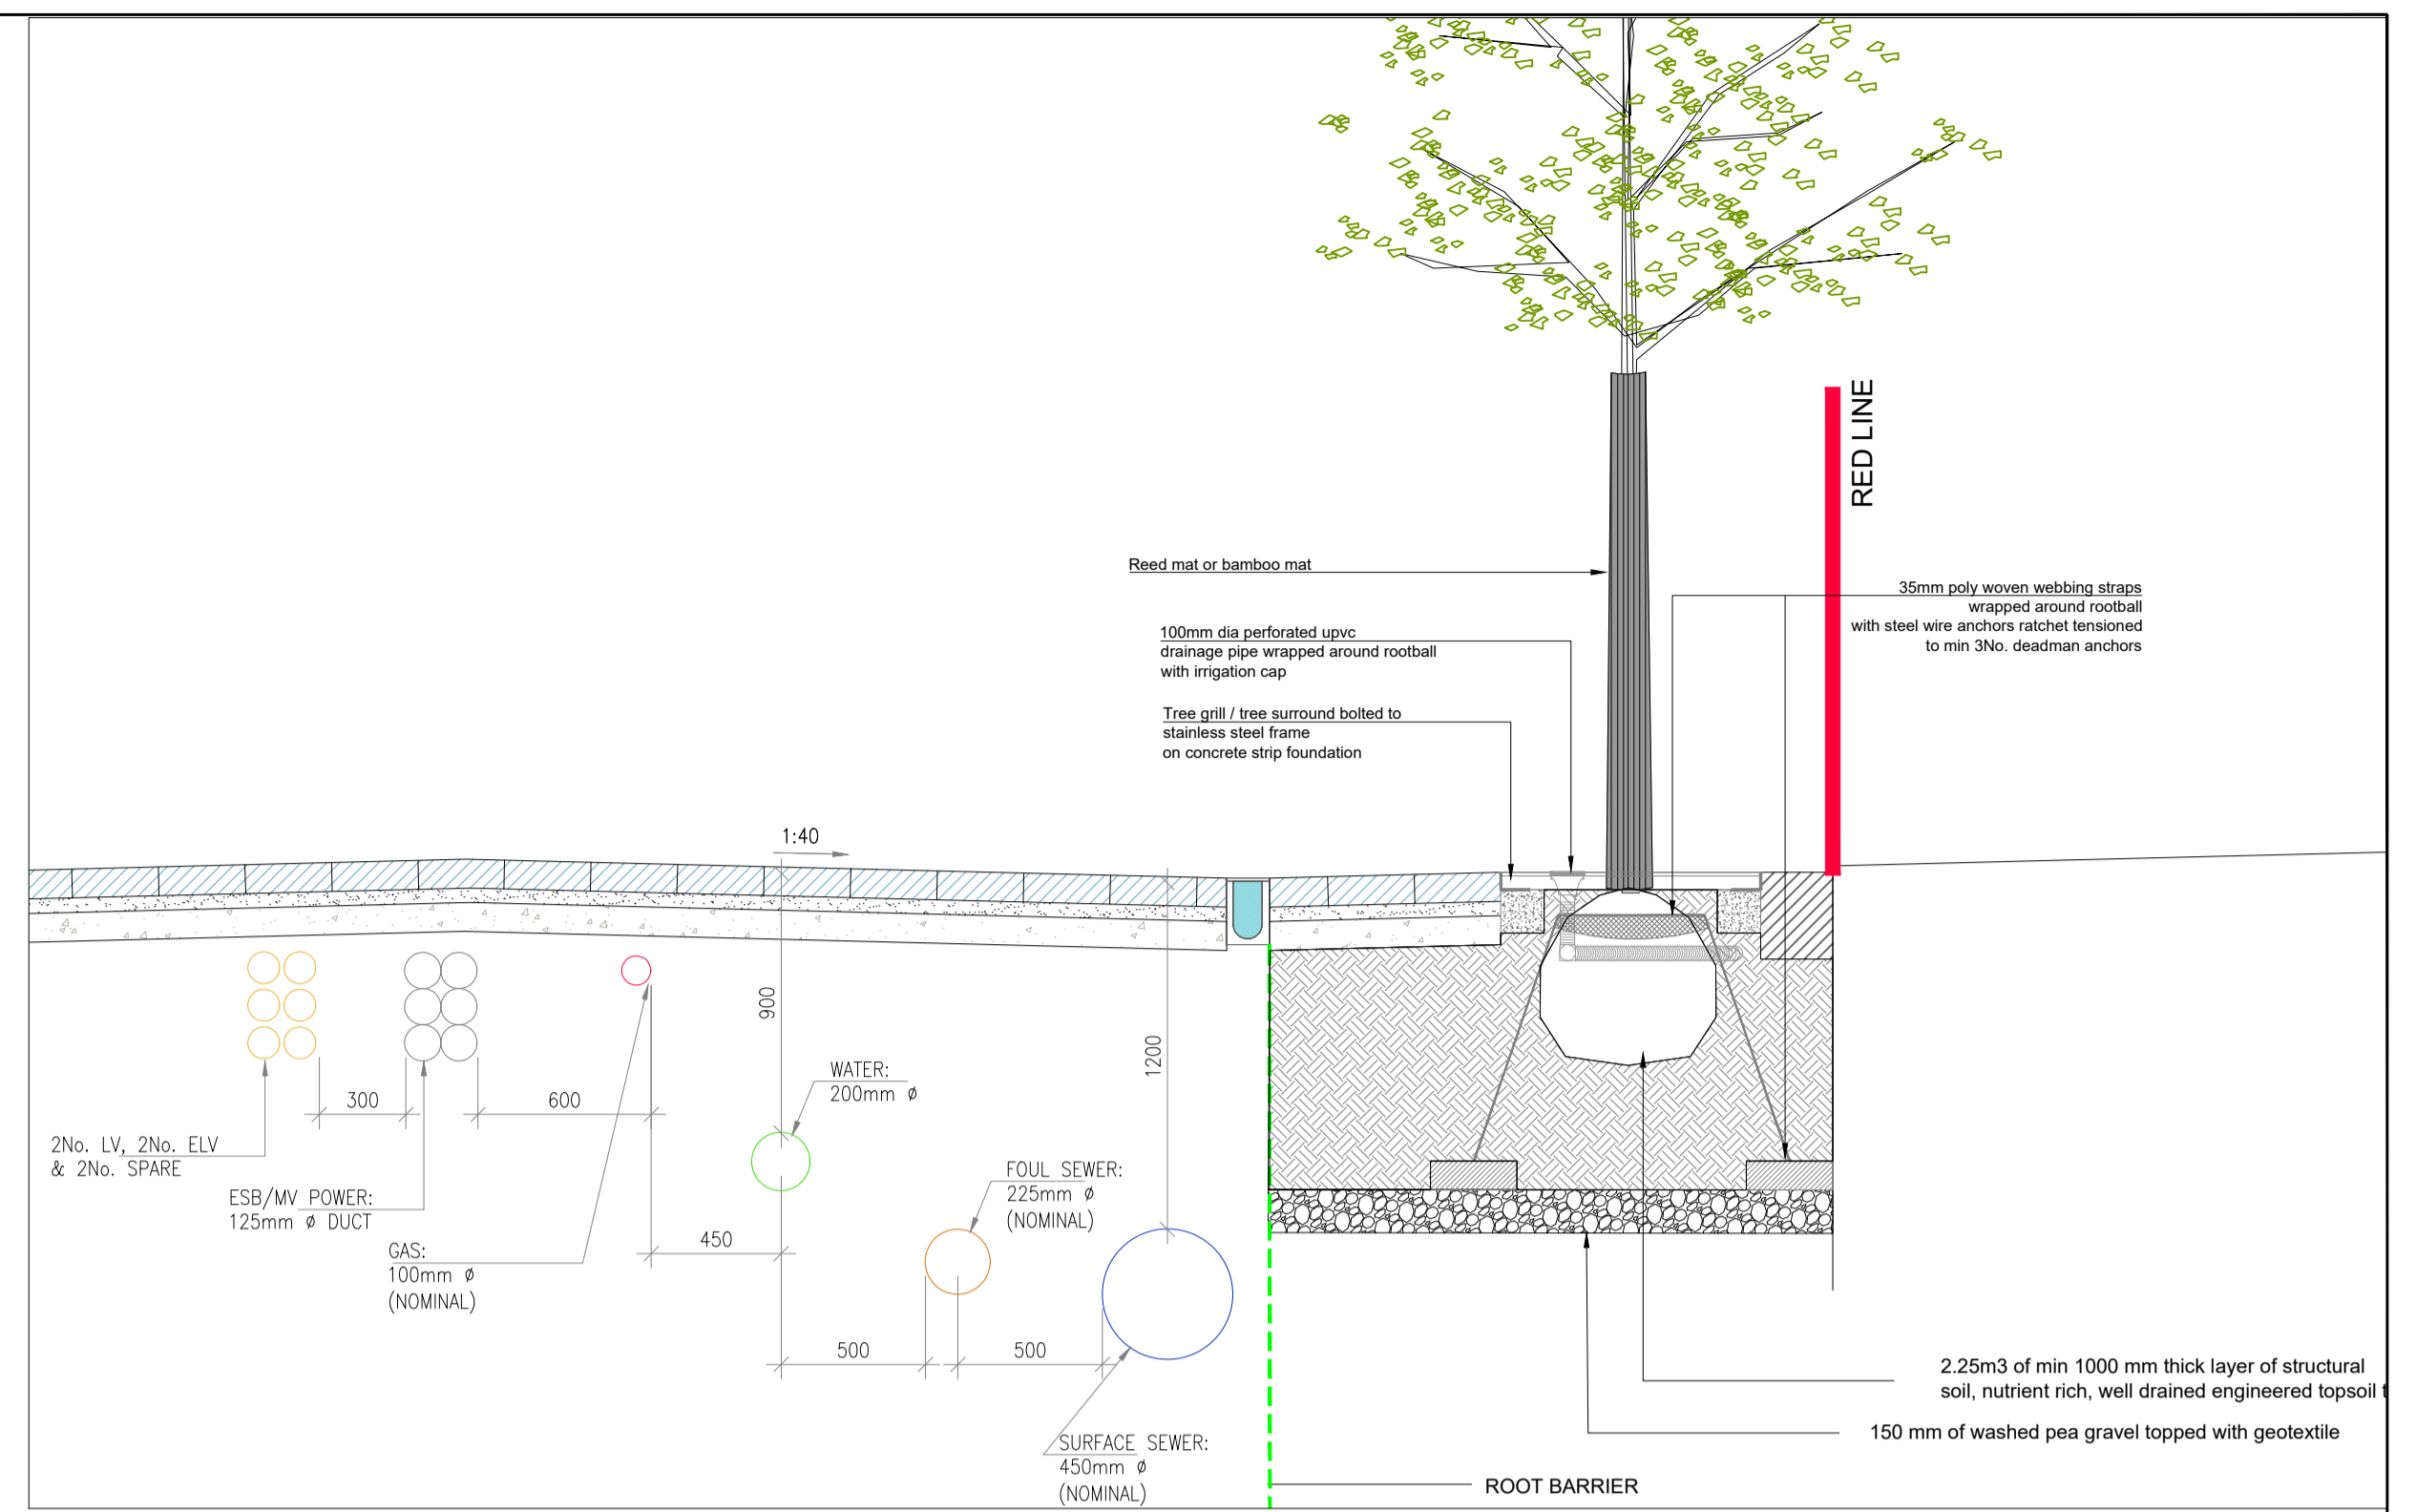 RED LINE
Reed mat or bamboo mat
35mm poly woven webbing straps
wrapped around rootball
with steel wire anchors ratchet tensioned
to min 3No. deadman anchors
100mm dia perforated upvc
drainage pipe wrapped around rootball
with irrigation cap
Tree grill / tree surround bolted to
stainless steel frame
on concrete strip foundation
1:40
900
1200
WATER:
200mm ø
300
600
2No. LV, 2No. ELV
& 2No. SPARE
ESB/MV POWER:
125mm ø DUCT
GAS:
100mm ø
(NOMINAL)
450
FOUL SEWER:
225mm ø
(NOMINAL)
500
500
SURFACE SEWER:
450mm ø
(NOMINAL)
2.25m3 of min 1000 mm thick layer of structural
soil, nutrient rich, well drained engineered topsoil
150 mm of washed pea gravel topped with geotextile
ROOT BARRIER